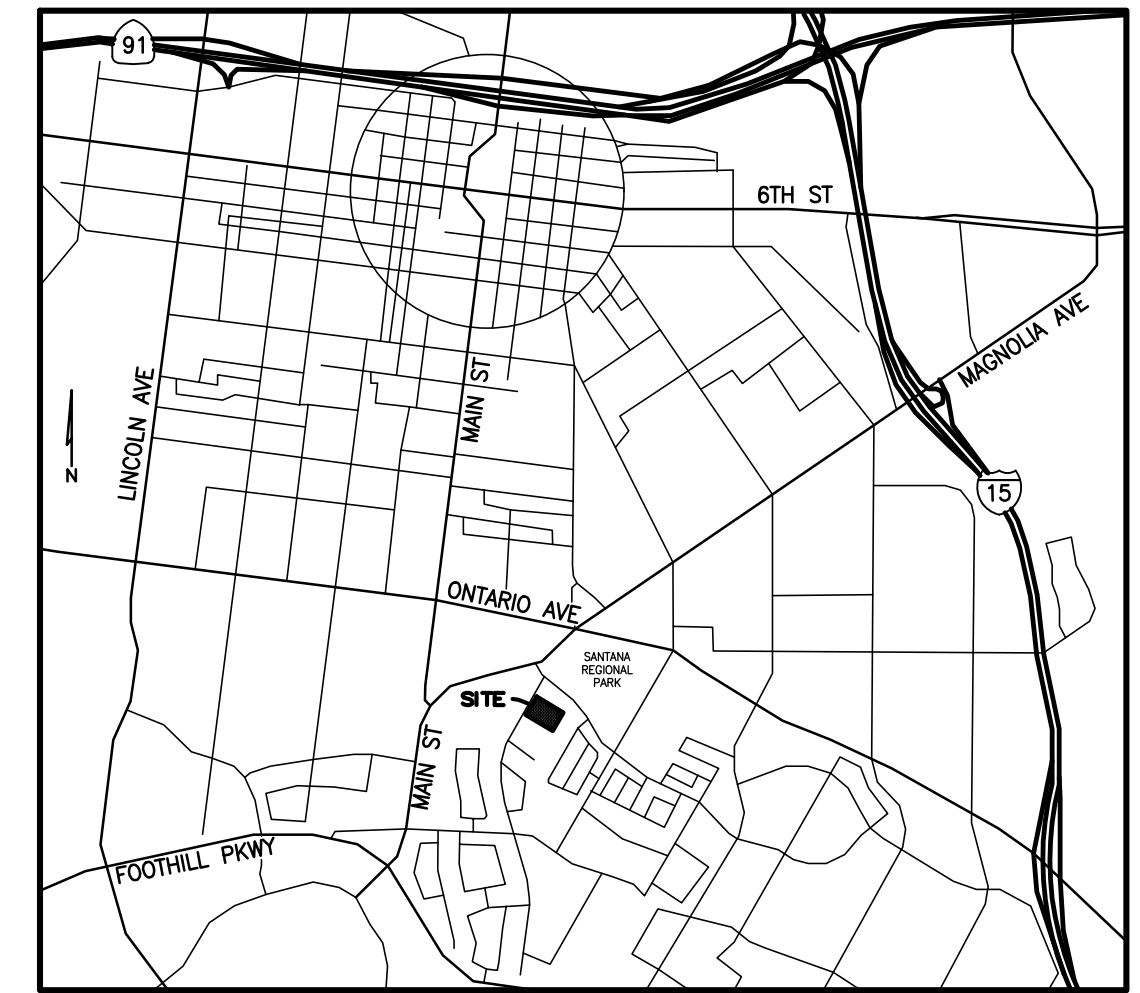 91
6TH ST
MAGNOLIA AVE
LINCOLN AVE
MAIN ST
N
15
ONTARIO AVE
SANTANA
REGIONAL
PARK
SITE
MAIN ST
FOOTHILL PKWY